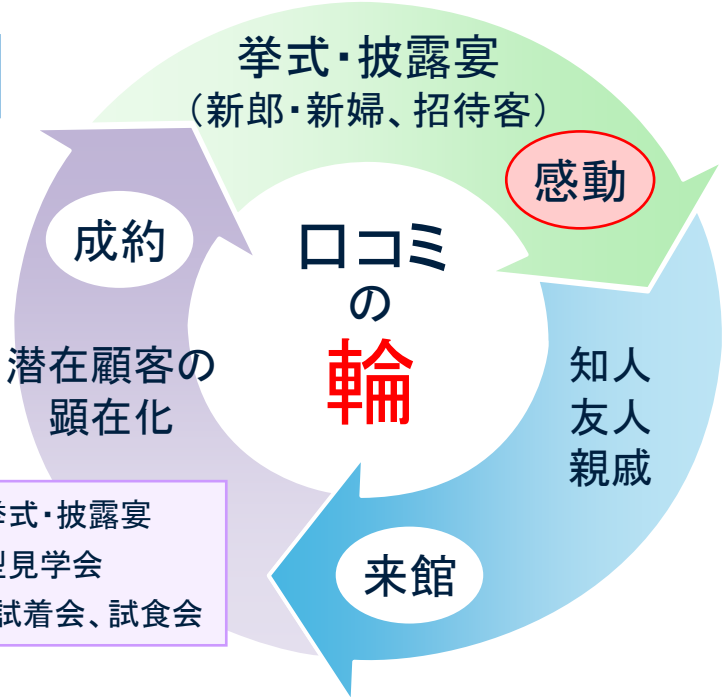 挙式・披露宴
（新郎・新婦、招待客）
感動
成約
口コミ
の
輪
潜在顧客の
顕在化
知人
友人
親戚
挙式・披露宴
型見学会
試着会、試食会
来館